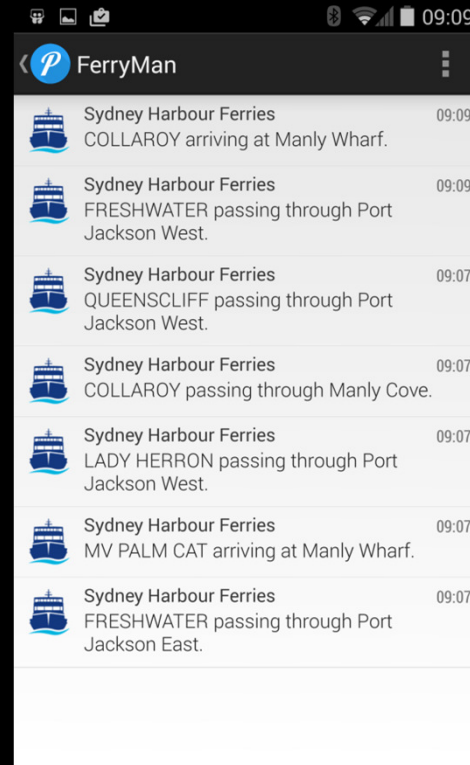 09:09
P FerryMan
Sydney Harbour Ferries 09:09
COLLAROY arriving at Manly Wharf.
Sydney Harbour Ferries 09:09
FRESHWATER passing through Port
Jackson West.
Sydney Harbour Ferries 09:07
QUEENSCLIFF passing through Port
Jackson West.
Sydney Harbour Ferries 09:07
COLLAROY passing through Manly Cove.
Sydney Harbour Ferries 09:07
LADY HERRON passing through Port
Jackson West.
Sydney Harbour Ferries 09:07
MV PALM CAT arriving at Manly Wharf.
Sydney Harbour Ferries 09:07
FRESHWATER passing through Port
Jackson East.